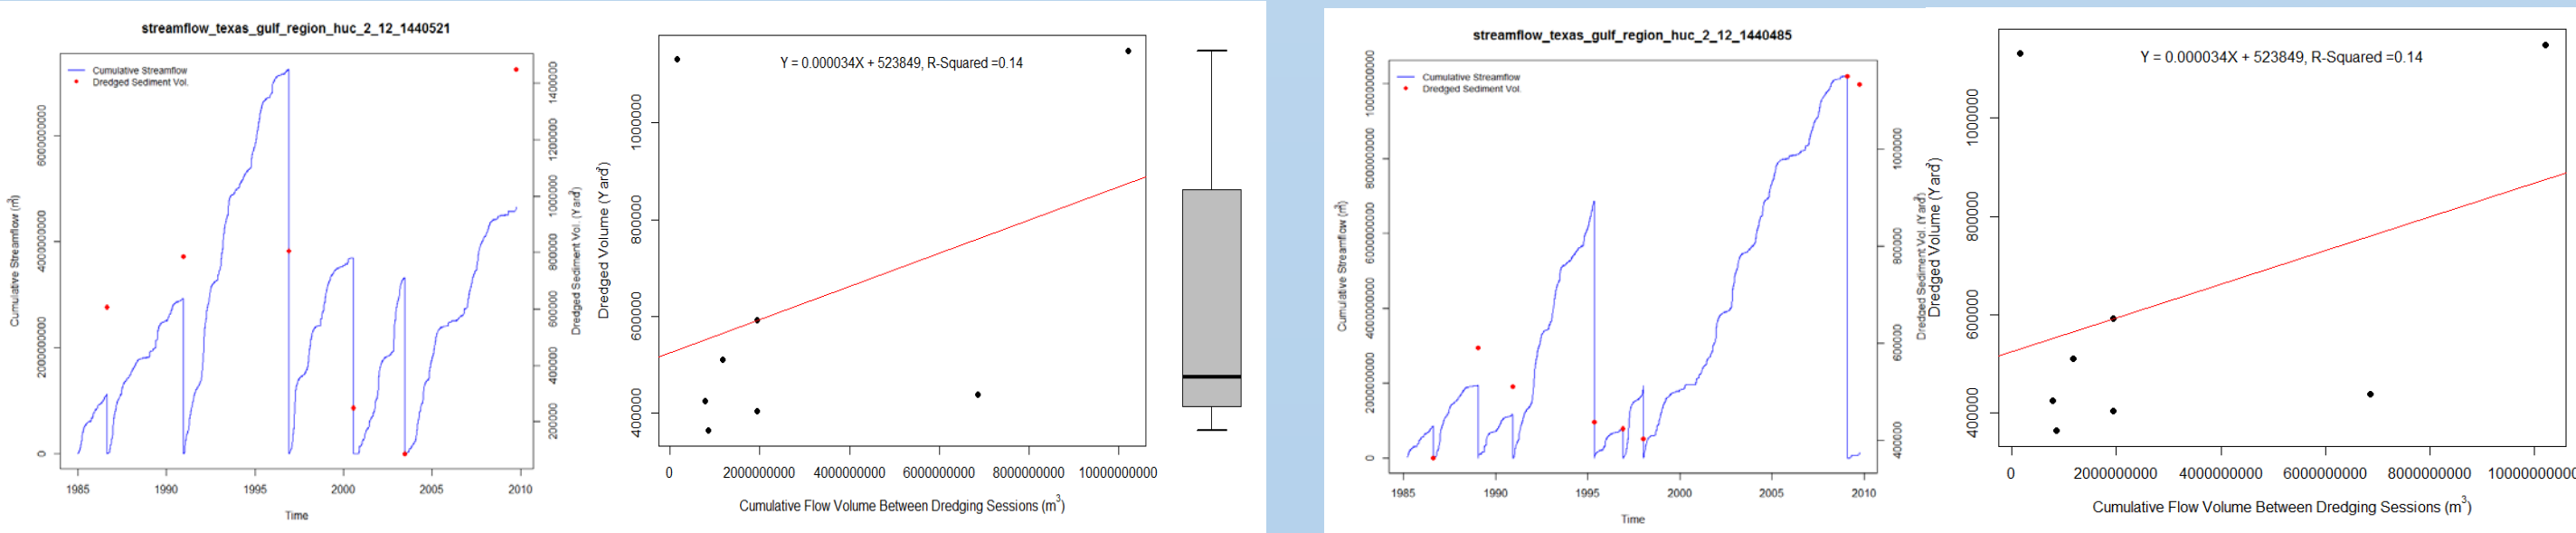 streamflow_texas_gulf_region_huc_2_12_1440521
Cumulative Streamflow
Dredged Sediment Vol.
Cumulative Streamflow (m³)
0
2000000000
4000000000
6000000000
1985
1990
1995
2000
2005
2010
Time
200000
400000
600000
800000
1000000
1200000
1400000
Dredged Sediment Vol. (Yard³)
Y = 0.000034X + 523849, R-Squared =0.14
Dredged Volume (Yard³)
400000
600000
800000
1000000
0
2000000000
4000000000
6000000000
8000000000
10000000000
Cumulative Flow Volume Between Dredging Sessions (m³)
streamflow_texas_gulf_region_huc_2_12_1440485
Cumulative Streamflow
Dredged Sediment Vol.
Cumulative Streamflow (m³)
0
2000000000
4000000000
6000000000
8000000000
10000000000
1985
1990
1995
2000
2005
2010
Time
400000
600000
800000
1000000
Dredged Sediment Vol. (Yard³)
Y = 0.000034X + 523849, R-Squared =0.14
Dredged Volume (Yard³)
400000
600000
800000
1000000
0
2000000000
4000000000
6000000000
8000000000
Cumulative Flow Volume Between Dredging Sessions (m³)